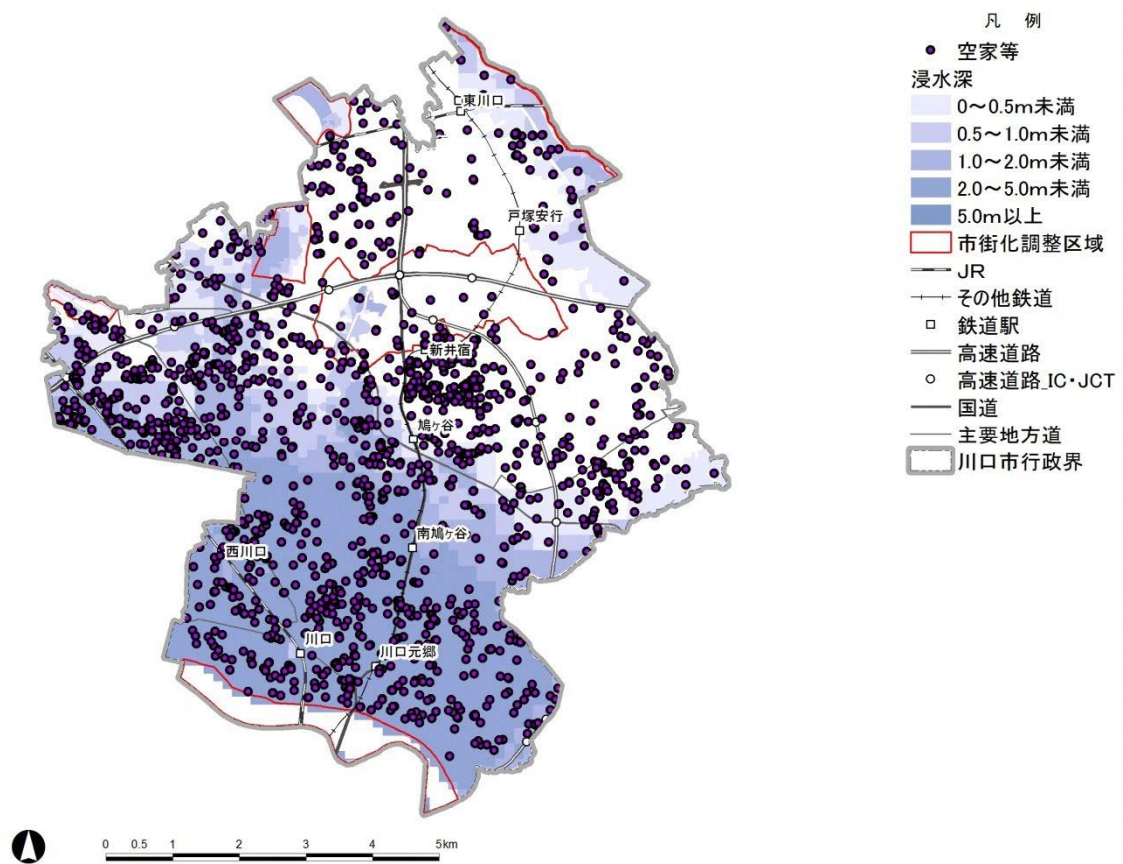 凡 例
空家等
浸水深
0～0.5m未満
0.5～1.0m未満
1.0～2.0m未満
2.0～5.0m未満
5.0m以上
市街化調整区域
JR
その他鉄道
鉄道駅
高速道路
高速道路_IC・JCT
国道
主要地方道
川口市行政界
東川口
戸塚安行
新井宿
鳩ヶ谷
南鳩ヶ谷
西川口
川口
川口元郷
0 0.5 1 2 3 4 5km